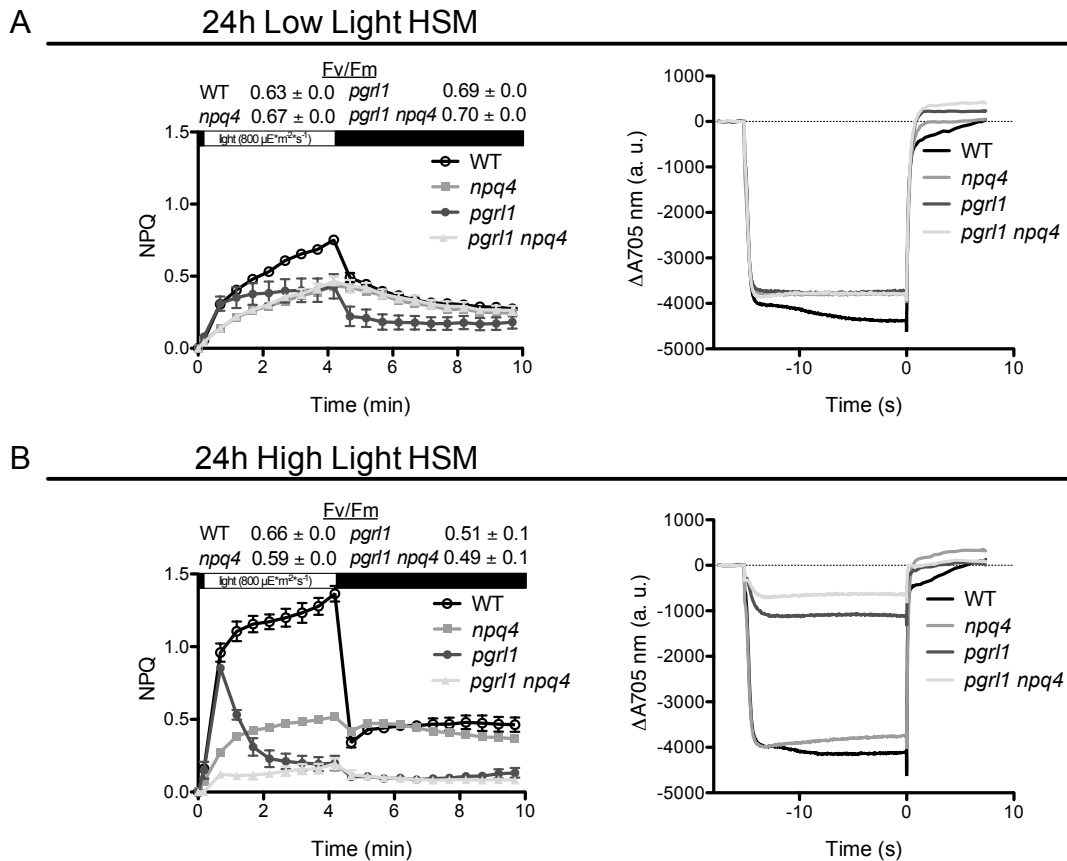 A 24h Low Light HSM
Fv/Fm
WT 0.63 ± 0.0 pgrl1 0.69 ± 0.0
npq4 0.67 ± 0.0 pgrl1 npq4 0.70 ± 0.0
light (800 µE*m²*s⁻¹)
NPQ
1.5
1.0
0.5
0.0
0 2 4 6 8 10
Time (min)
WT
npq4
pgrl1
pgrl1 npq4
ΔA705 nm (a. u.)
1000
0
-1000
-2000
-3000
-4000
-5000
-10 0 10
Time (s)
WT
npq4
pgrl1
pgrl1 npq4
B 24h High Light HSM
Fv/Fm
WT 0.66 ± 0.0 pgrl1 0.51 ± 0.1
npq4 0.59 ± 0.0 pgrl1 npq4 0.49 ± 0.1
light (800 µE*m²*s⁻¹)
NPQ
1.5
1.0
0.5
0.0
0 2 4 6 8 10
Time (min)
WT
npq4
pgrl1
pgrl1 npq4
ΔA705 nm (a. u.)
1000
0
-1000
-2000
-3000
-4000
-5000
-10 0 10
Time (s)
WT
npq4
pgrl1
pgrl1 npq4